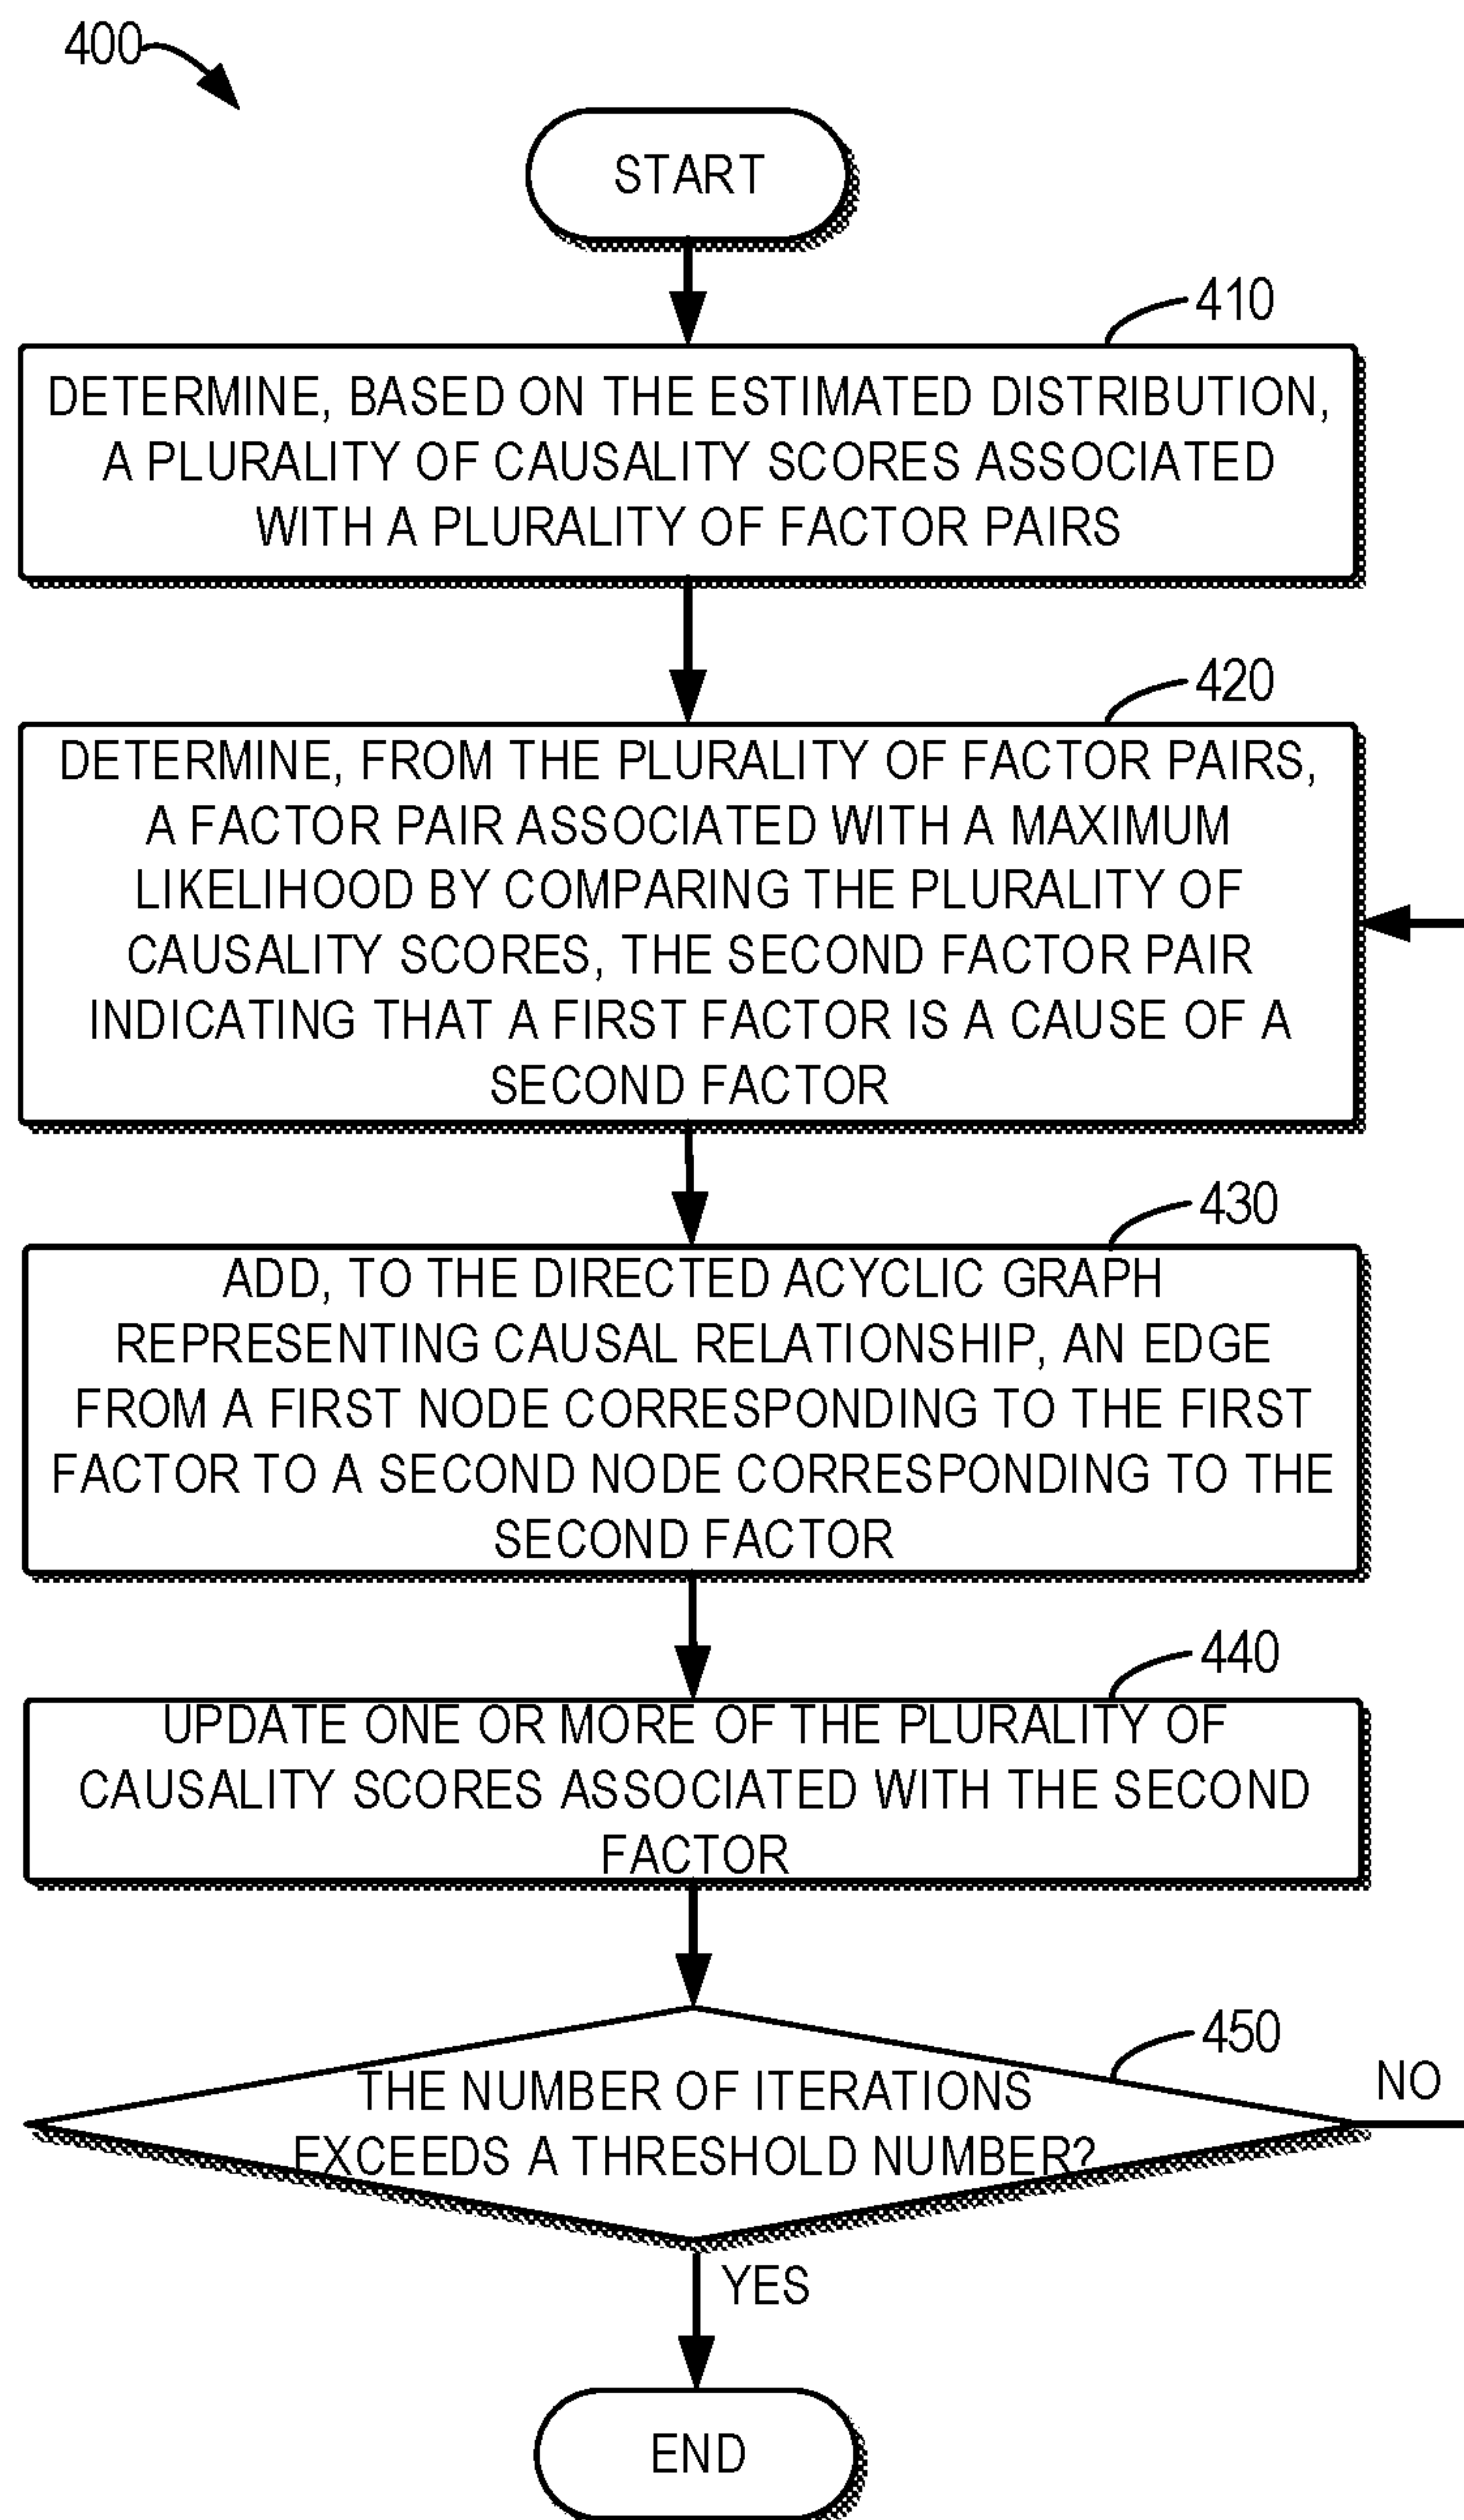 400
START
410
DETERMINE, BASED ON THE ESTIMATED DISTRIBUTION,
A PLURALITY OF CAUSALITY SCORES ASSOCIATED
WITH A PLURALITY OF FACTOR PAIRS
420
DETERMINE, FROM THE PLURALITY OF FACTOR PAIRS,
A FACTOR PAIR ASSOCIATED WITH A MAXIMUM
LIKELIHOOD BY COMPARING THE PLURALITY OF
CAUSALITY SCORES, THE SECOND FACTOR PAIR
INDICATING THAT A FIRST FACTOR IS A CAUSE OF A
SECOND FACTOR
430
ADD, TO THE DIRECTED ACYCLIC GRAPH
REPRESENTING CAUSAL RELATIONSHIP, AN EDGE
FROM A FIRST NODE CORRESPONDING TO THE FIRST
FACTOR TO A SECOND NODE CORRESPONDING TO THE
SECOND FACTOR
440
UPDATE ONE OR MORE OF THE PLURALITY OF
CAUSALITY SCORES ASSOCIATED WITH THE SECOND
FACTOR
450
THE NUMBER OF ITERATIONS
EXCEEDS A THRESHOLD NUMBER?
NO
YES
END